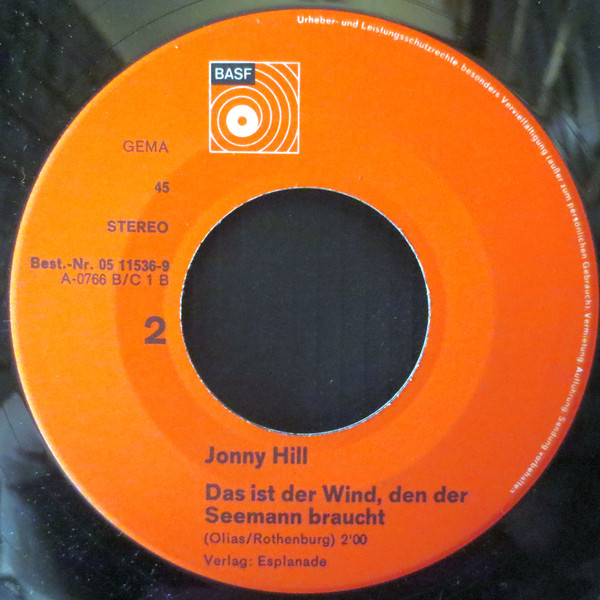 BASF
GEMA
45
STEREO
Best.-Nr. 05 11536-9
A-0766 B/C 1 B
2
Jonny Hill
Das ist der Wind, den der
Seemann braucht
(Olias/Rothenburg) 2'00
Verlag: Esplanade
Urheber- und Leistungsschutzrechte, besonders Vervielfältigung (außer zum persönlichen Gebrauch), Vermietung, Aufführung, Sendung vorbehalten